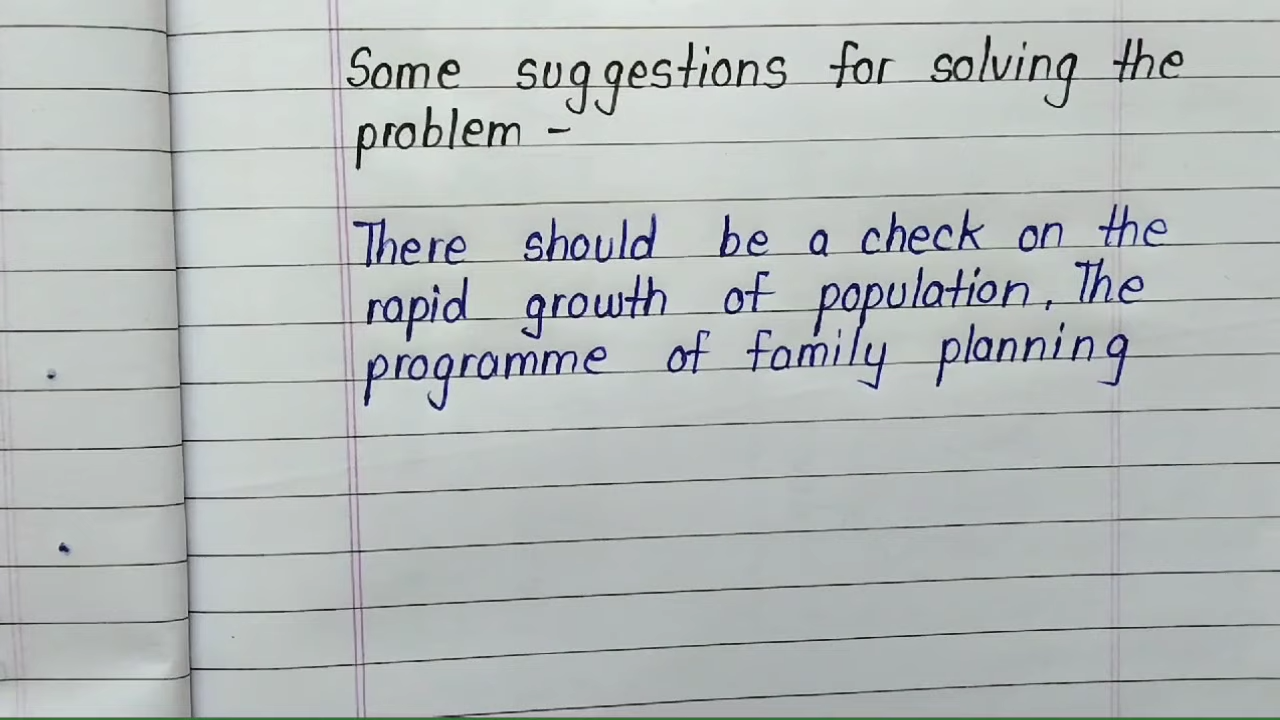 Some suggestions for solving the
problem -
There should be a check on the
rapid growth of population. The
programme of family planning